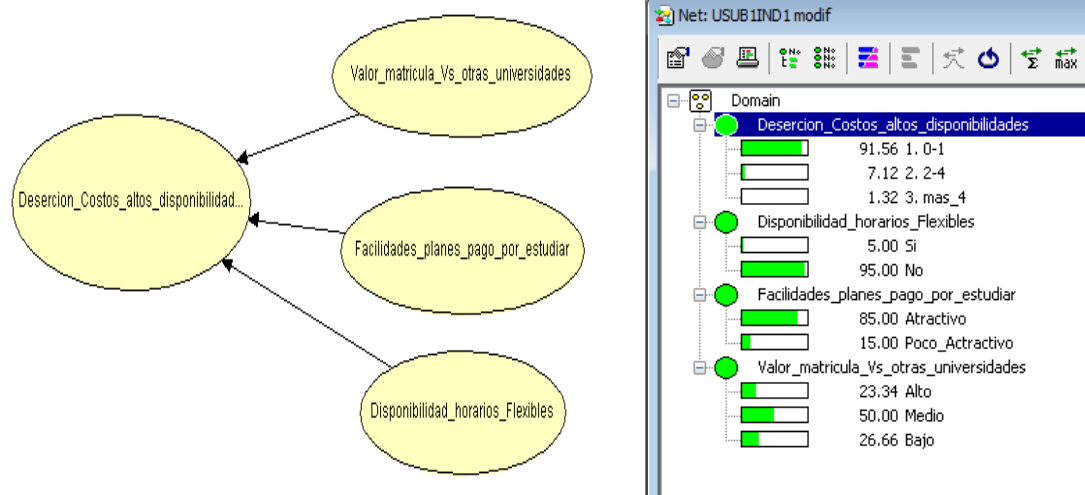 Valor_matricula_Vs_otras_universidades
Desercion_Costos_altos_disponibilidad...
Facilidades_planes_pago_por_estudiar
Disponibilidad_horarios_Flexibles
Net: USUB1IND1 modif
Σ max
Domain
Desercion_Costos_altos_disponibilidades
91.56 1. 0-1
7.12 2. 2-4
1.32 3. mas_4
Disponibilidad_horarios_Flexibles
5.00 Si
95.00 No
Facilidades_planes_pago_por_estudiar
85.00 Atractivo
15.00 Poco_Actractivo
Valor_matricula_Vs_otras_universidades
23.34 Alto
50.00 Medio
26.66 Bajo